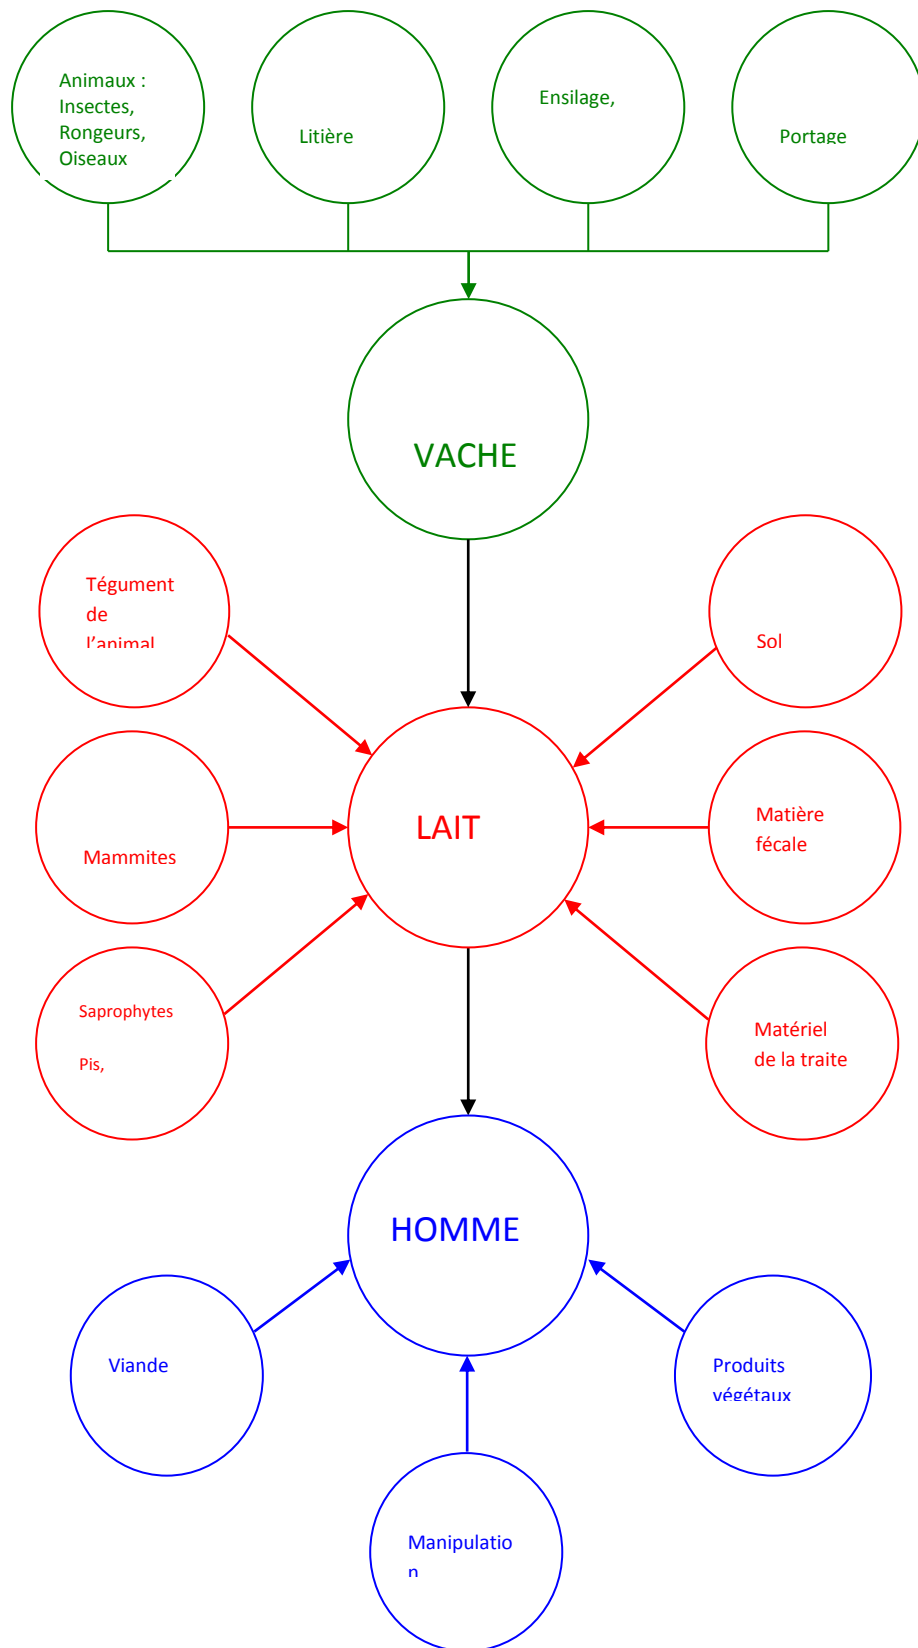 Animaux :
Insectes,
Rongeurs,
Oiseaux
Litière
Ensilage,
Portage
VACHE
Tégument
de
l’animal
Sol
Mammites
LAIT
Matière
fécale
Saprophytes
Pis,
Matériel
de la traite
HOMME
Viande
Produits
végétaux
Manipulatio
n